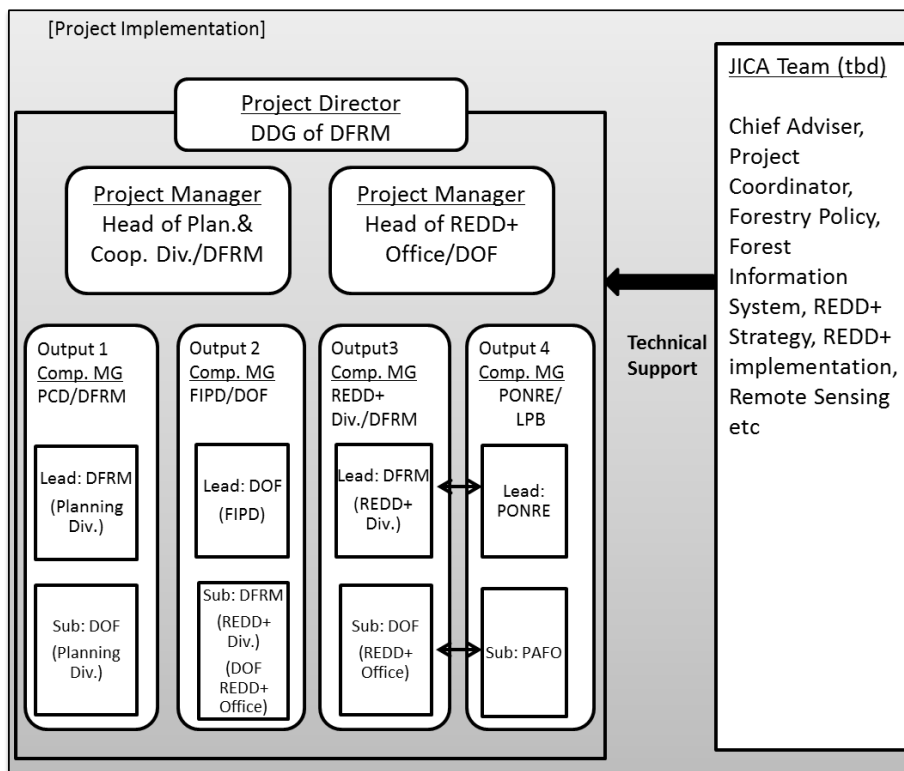 [Project Implementation]
Project Director
DDG of DFRM
Project Manager
Head of Plan.&
Coop. Div./DFRM
Project Manager
Head of REDD+
Office/DOF
Output 1
Comp. MG
PCD/DFRM
Lead: DFRM
(Planning
Div.)
Sub: DOF
(Planning
Div.)
Output 2
Comp. MG
FIPD/DOF
Lead: DOF
(FIPD)
Sub: DFRM
(REDD+
Div.)
(DOF
REDD+
Office)
Output3
Comp. MG
REDD+
Div./DFRM
Lead: DFRM
(REDD+
Div.)
Sub: DOF
(REDD+
Office)
Output 4
Comp. MG
PONRE/
LPB
Lead:
PONRE
Sub: PAFO
Technical
Support
JICA Team (tbd)
Chief Adviser,
Project
Coordinator,
Forestry Policy,
Forest
Information
System, REDD+
Strategy, REDD+
implementation,
Remote Sensing
etc